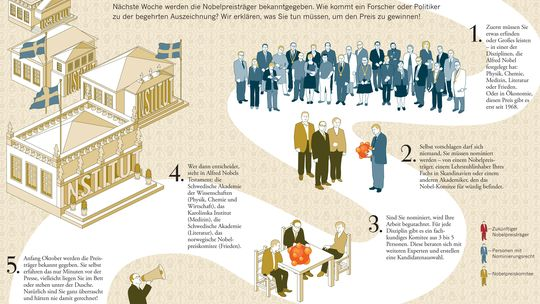 Nächste Woche werden die Nobelpreisträger bekanntgegeben. Wie kommt ein Forscher oder Politiker
zu der begehrten Auszeichnung? Wir erklären, was Sie tun müssen, um den Preis zu gewinnen!
1.
Zuerst müssen Sie
etwas erfinden
oder Großes leisten
– in einer der
Disziplinen, die
Alfred Nobel
festgelegt hat:
Physik, Chemie,
Medizin, Literatur
oder Frieden.
Oder in Ökonomie,
diesen Preis gibt es
erst seit 1968.
2.
Selbst vorschlagen darf sich
niemand, Sie müssen nominiert
werden – von einem Nobelpreis-
träger, einem Lehrstuhlinhaber Ihres
Fachs in Skandinavien oder einem
anderen Akademiker, den das
Nobel-Komitee für würdig befindet.
3.
Sind Sie nominiert, wird Ihre
Arbeit begutachtet. Für jede
Disziplin gibt es ein fach-
kundiges Komitee aus 3 bis 5
Personen. Diese beraten sich mit
weiteren Experten und erstellen
eine Kandidatenauswahl.
4.
Wer dann entscheidet,
steht in Alfred Nobels
Testament: die
Schwedische Akademie
der Wissenschaften
(Physik, Chemie und
Wirtschaft), das
Karolinska Institut
(Medizin), die
Schwedische Akademie
(Literatur),
das norwegische Nobel-
preiskomitee (Frieden).
5.
Anfang Oktober werden die Preis-
träger bekannt gegeben. Sie selbst
erfahren das nur Minuten vor der
Presse, vielleicht liegen Sie im Bett
oder stehen unter der Dusche.
Natürlich sind Sie ganz überrascht
und hätten nie damit gerechnet!
Zukünftiger
Nobelpreisträger
Personen mit
Nominierungsrecht
Nobelpreiskomitee
INSTITUT
INSTITUT